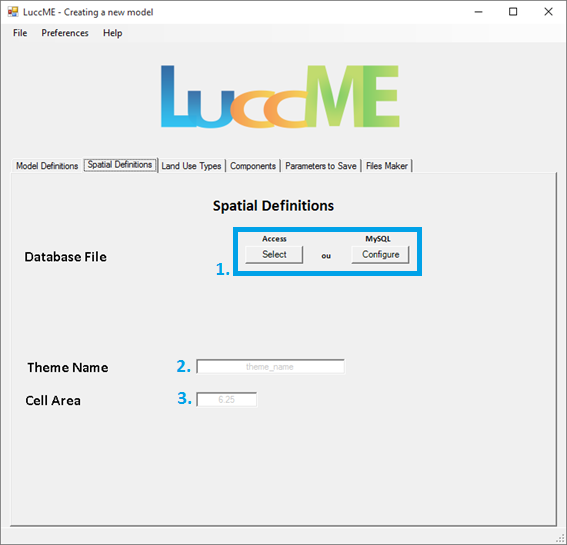 LuccME - Creating a new model
File Preferences Help
LuccME
Model Definitions Spatial Definitions Land Use Types Components Parameters to Save Files Maker
Spatial Definitions
Access MySQL
Database File Select ou Configure
1.
Theme Name 2. theme_name
Cell Area 3. 6.25